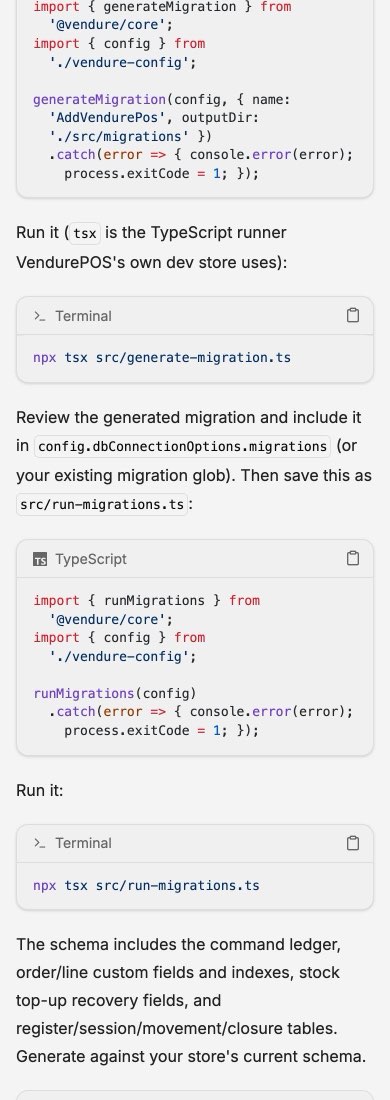 import { generateMigration } from
'@vendure/core';
import { config } from
'./vendure-config';
generateMigration(config, { name:
'AddVendurePos', outputDir:
'./src/migrations' })
.catch(error => { console.error(error);
process.exitCode = 1; });
Run it ( tsx is the TypeScript runner
VendurePOS's own dev store uses):
>_ Terminal
npx tsx src/generate-migration.ts
Review the generated migration and include it
in config.dbConnectionOptions.migrations (or
your existing migration glob). Then save this as
src/run-migrations.ts :
TS TypeScript
import { runMigrations } from
'@vendure/core';
import { config } from
'./vendure-config';
runMigrations(config)
.catch(error => { console.error(error);
process.exitCode = 1; });
Run it:
>_ Terminal
npx tsx src/run-migrations.ts
The schema includes the command ledger,
order/line custom fields and indexes, stock
top-up recovery fields, and
register/session/movement/closure tables.
Generate against your store's current schema.